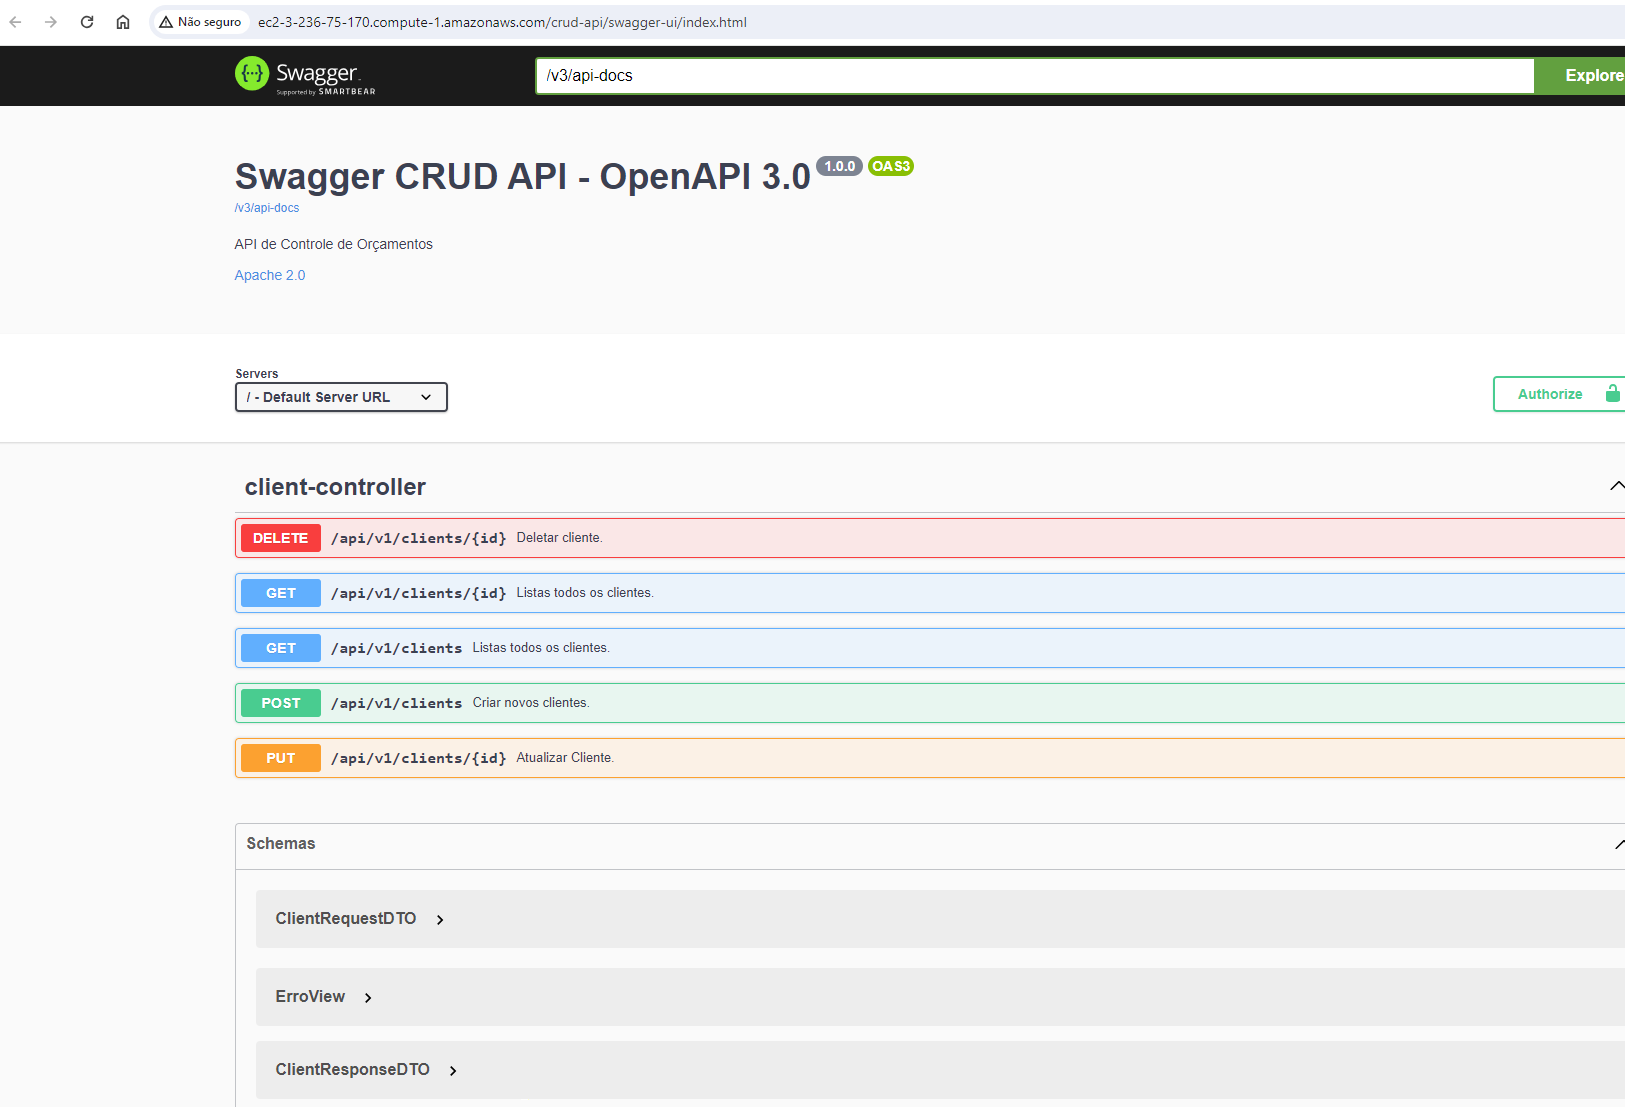 Não seguro ec2-3-236-75-170.compute-1.amazonaws.com/crud-api/swagger-ui/index.html
{···} Swagger. /v3/api-docs Explore
Supported by SMARTBEAR
Swagger CRUD API - OpenAPI 3.0 1.0.0 OAS3
/v3/api-docs
API de Controle de Orçamentos
Apache 2.0
Servers
/ - Default Server URL
Authorize
client-controller
DELETE /api/v1/clients/{id} Deletar cliente.
GET /api/v1/clients/{id} Listas todos os clientes.
GET /api/v1/clients Listas todos os clientes.
POST /api/v1/clients Criar novos clientes.
PUT /api/v1/clients/{id} Atualizar Cliente.
Schemas
ClientRequestDTO
ErroView
ClientResponseDTO